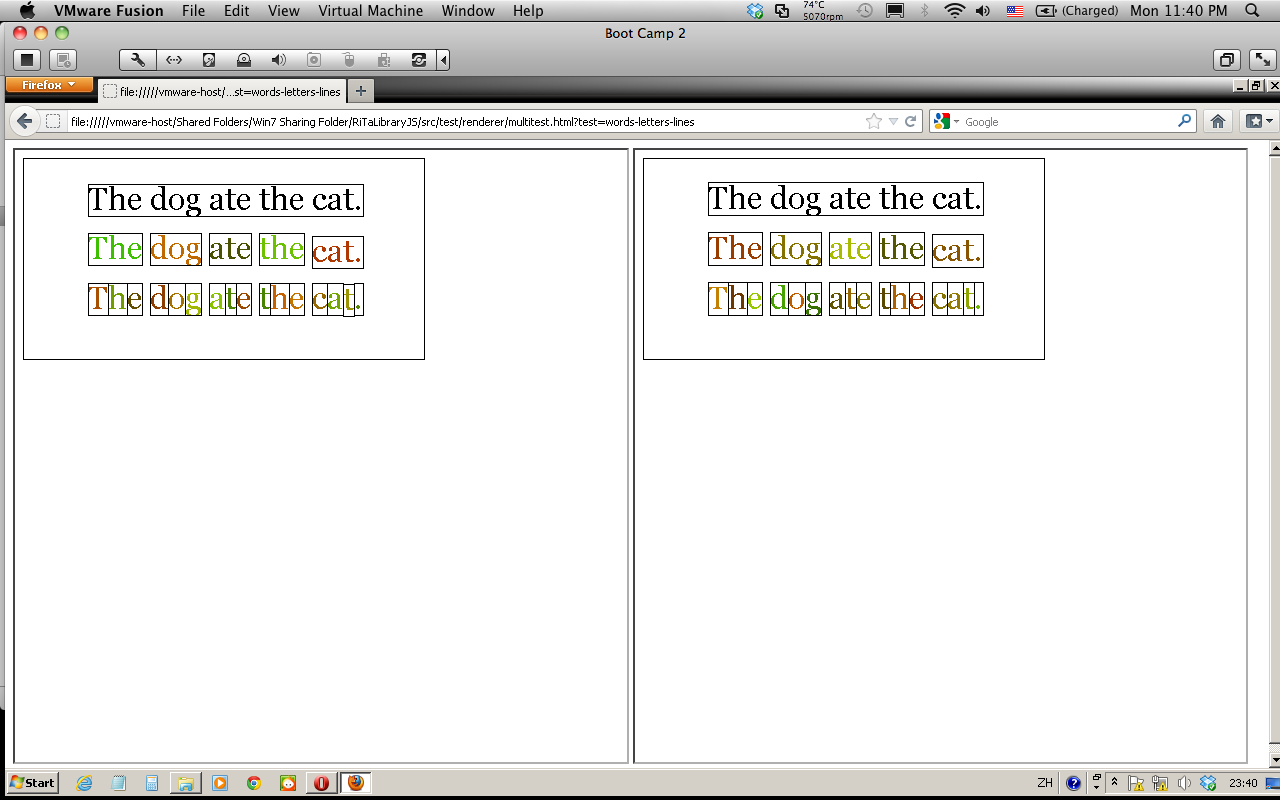 VMware Fusion File Edit View Virtual Machine Window Help 74°C 5070rpm (Charged) Mon 11:40 PM
Boot Camp 2
Firefox
file://///vmware-host/...st=words-letters-lines
file://///vmware-host/Shared Folders/Win7 Sharing Folder/RiTaLibraryJS/src/test/renderer/multitest.html?test=words-letters-lines
Google
The dog ate the cat.
The dog ate the cat.
The dog ate the cat.
The dog ate the cat.
The dog ate the cat.
The dog ate the cat.
Start ZH 23:40